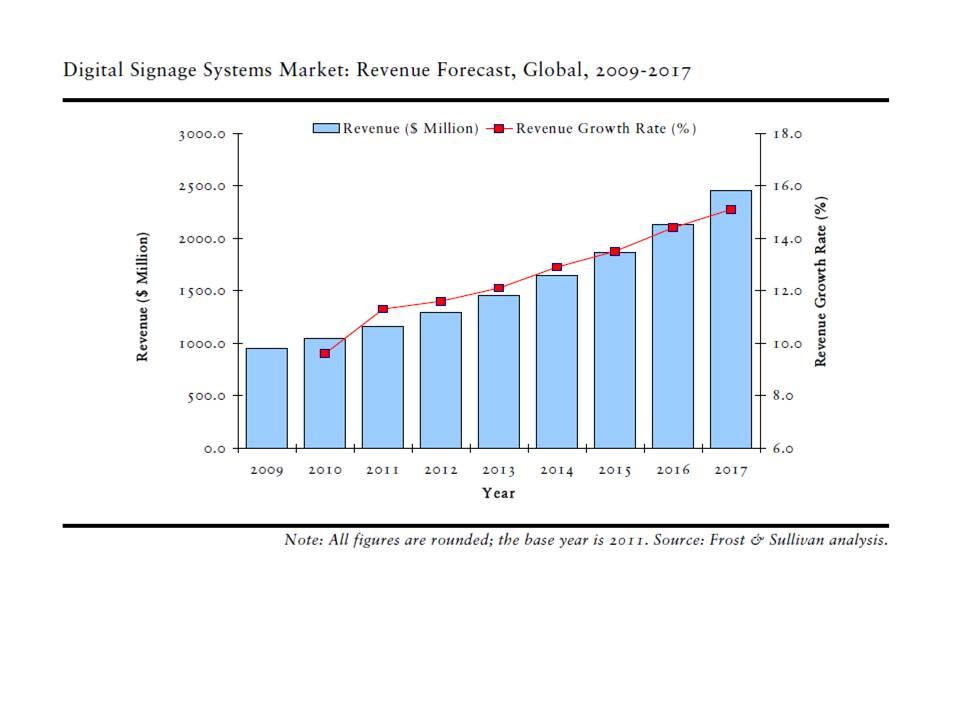 Digital Signage Systems Market: Revenue Forecast, Global, 2009-2017
Revenue ($ Million) Revenue Growth Rate (%)
3000.0 18.0
2500.0 16.0
2000.0 14.0
1500.0 12.0
1000.0 10.0
500.0 8.0
0.0 6.0
Revenue ($ Million)
Revenue Growth Rate (%)
2009 2010 2011 2012 2013 2014 2015 2016 2017
Year
Note: All figures are rounded; the base year is 2011. Source: Frost & Sullivan analysis.